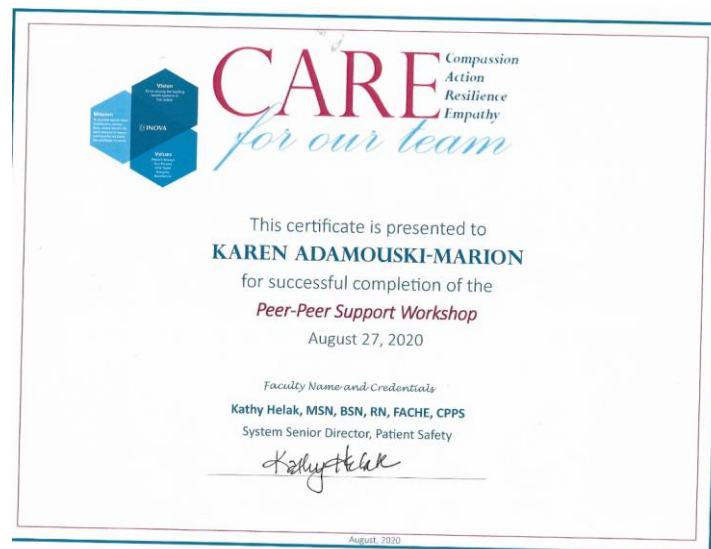 CARE
Compassion
Action
Resilience
Empathy
for our team
Vision
Mission
INOVA
Values
This certificate is presented to
KAREN ADAMOUSKI-MARION
for successful completion of the
Peer-Peer Support Workshop
August 27, 2020
Faculty Name and Credentials
Kathy Helak, MSN, BSN, RN, FACHE, CPPS
System Senior Director, Patient Safety
Kathy Helak
August, 2020